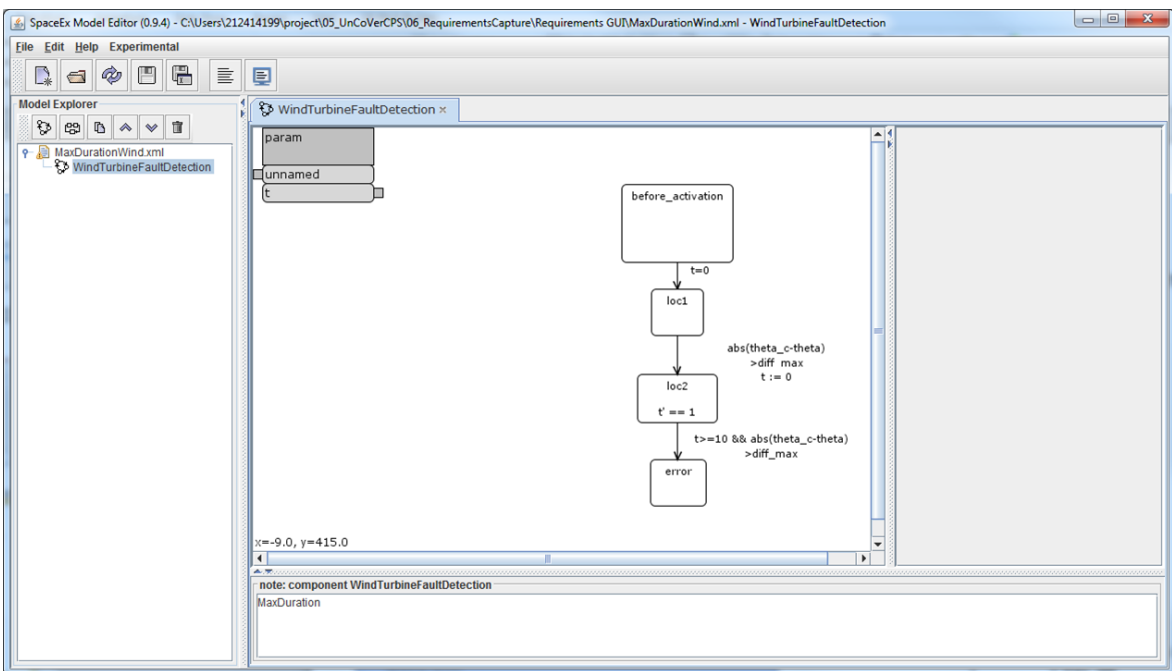 SpaceEx Model Editor (0.9.4) - C:\Users\212414199\project\05_UnCoVerCPS\06_RequirementsCapture\Requirements GUI\MaxDurationWind.xml - WindTurbineFaultDetection
File Edit Help Experimental
Model Explorer
MaxDurationWind.xml
WindTurbineFaultDetection
WindTurbineFaultDetection ×
param
unnamed
t
before_activation
t=0
loc1
abs(theta_c-theta)
>diff_max
t := 0
loc2
t' == 1
t>=10 && abs(theta_c-theta)
>diff_max
error
x=-9.0, y=415.0
note: component WindTurbineFaultDetection
MaxDuration